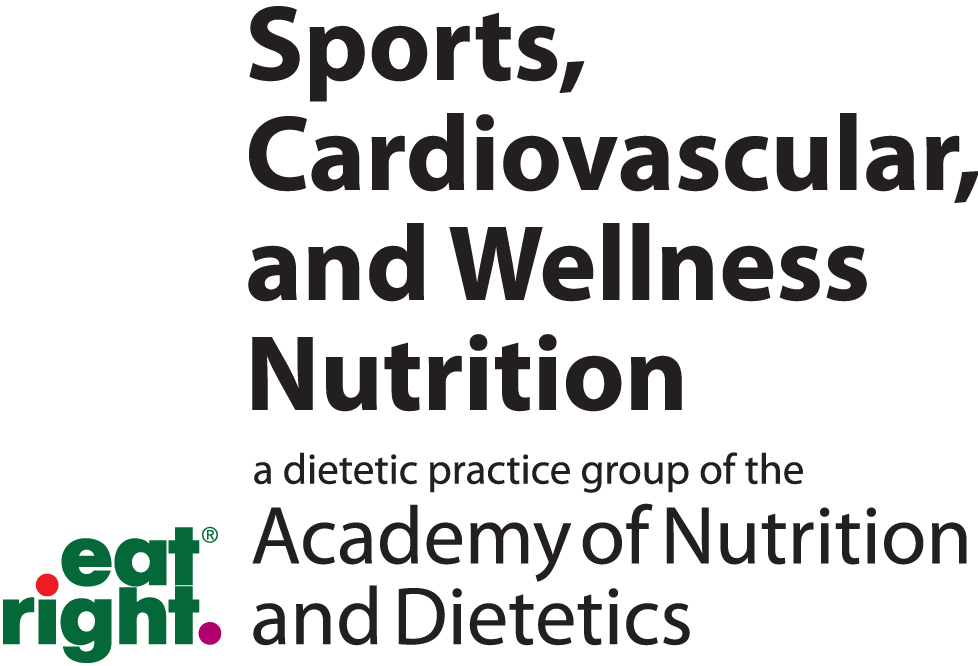 Sports,
Cardiovascular,
and Wellness
Nutrition
a dietetic practice group of the
Academy of Nutrition
and Dietetics
eat®
right.